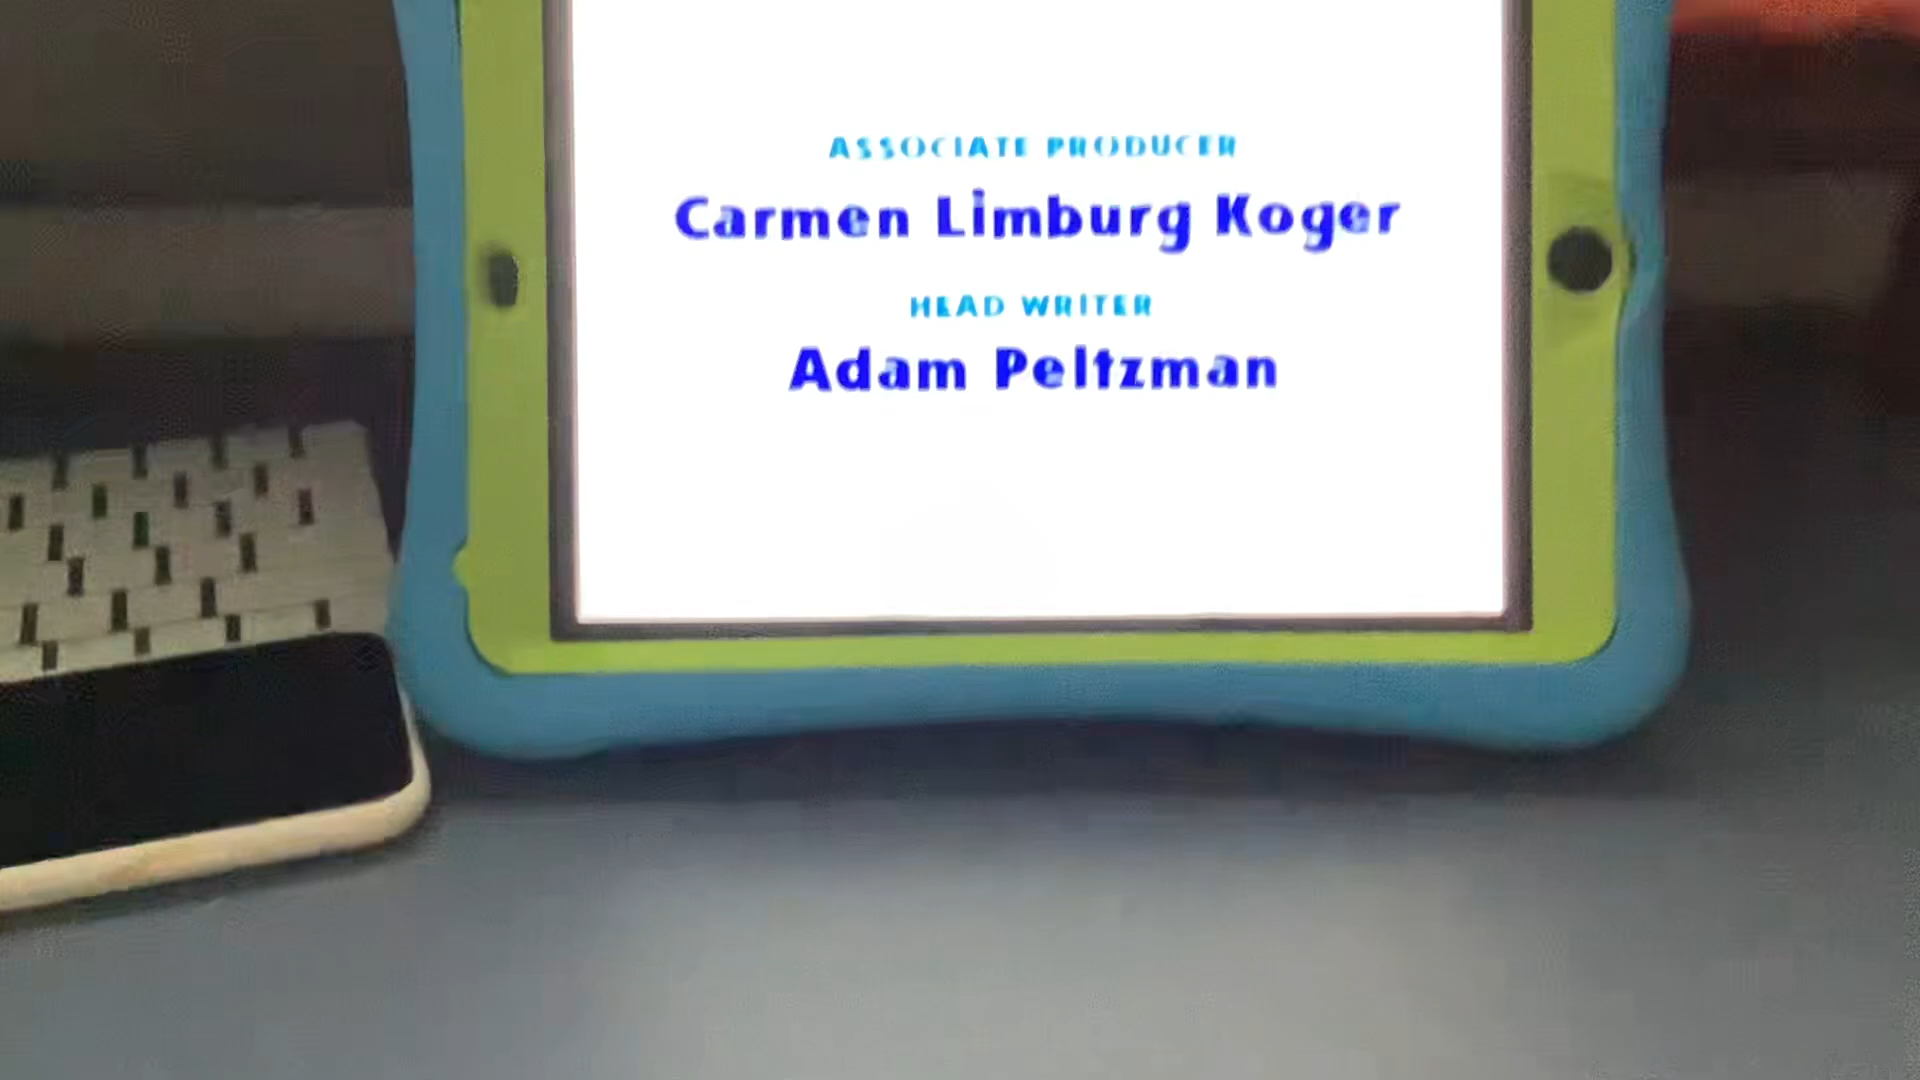 ASSOCIATE PRODUCER
Carmen Limburg Koger
HEAD WRITER
Adam Peltzman